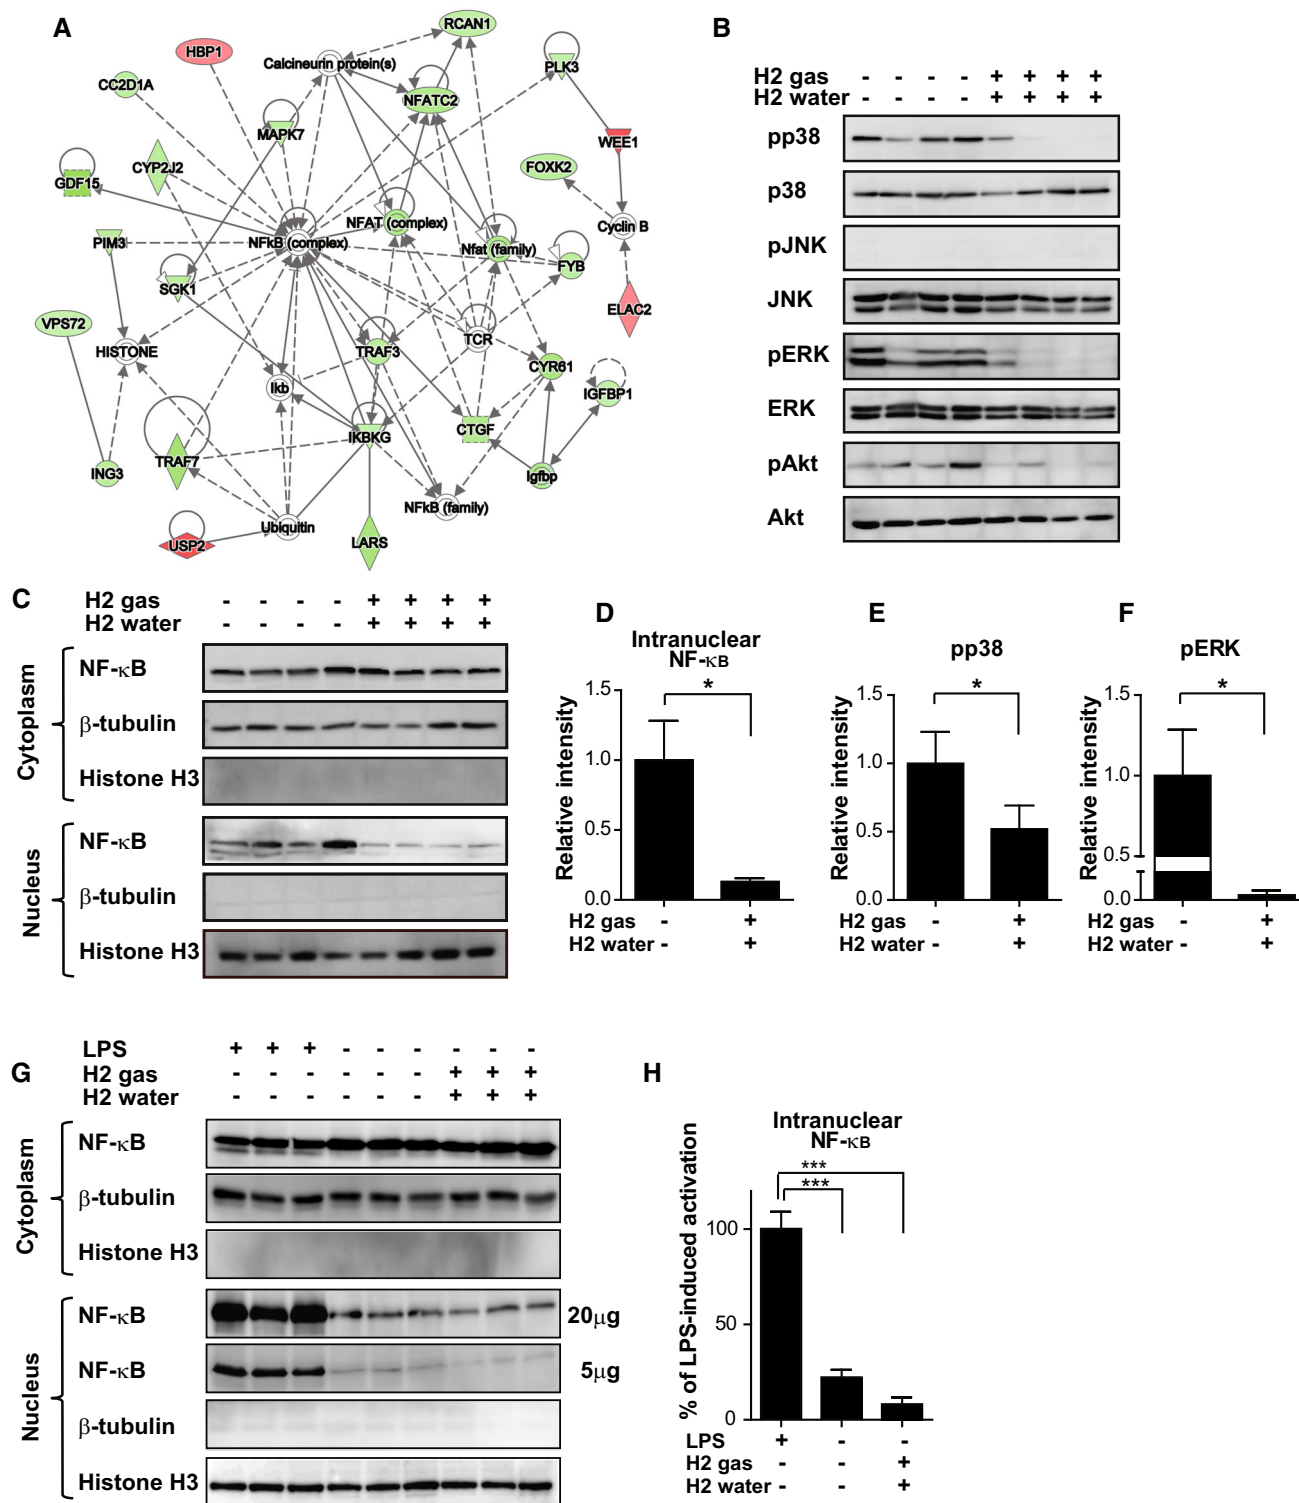 A
RCAN1
HBP1
Calcineurin protein(s)
PLK3
CC2D1A
NFATC2
MAPK7
WEE1
CYP2J2
FOXK2
GDF15
NFAT (complex)
Cyclin B
PIM3
NFkB (complex)
Nfat (family)
FYB
SGK1
ELAC2
VPS72
HISTONE
TRAF3
TCR
CYR61
Ikb
IGFBP1
IKBKG
CTGF
TRAF7
ING3
Igfbp
NFkB (family)
Ubiquitin
USP2
LARS
B
H2 gas - - - - + + + +
H2 water - - - - + + + +
pp38
p38
pJNK
JNK
pERK
ERK
pAkt
Akt
C
H2 gas - - - - + + + +
H2 water - - - - + + + +
Cytoplasm
NF-κB
β-tubulin
Histone H3
Nucleus
NF-κB
β-tubulin
Histone H3
D
Intranuclear
NF-κB
Relative intensity
1.5
1.0
0.5
0.0
*
H2 gas - +
H2 water - +
E
pp38
Relative intensity
1.5
1.0
0.5
0.0
*
H2 gas - +
H2 water - +
F
pERK
Relative intensity
1.5
1.0
0.5
0.0
*
H2 gas - +
H2 water - +
G
LPS + + + - - - - - -
H2 gas - - - - - - + + +
H2 water - - - - - - + + +
Cytoplasm
NF-κB
β-tubulin
Histone H3
Nucleus
NF-κB 20μg
NF-κB 5μg
β-tubulin
Histone H3
H
Intranuclear
NF-κB
% of LPS-induced activation
***
***
100
50
0
LPS + - -
H2 gas - - +
H2 water - - +